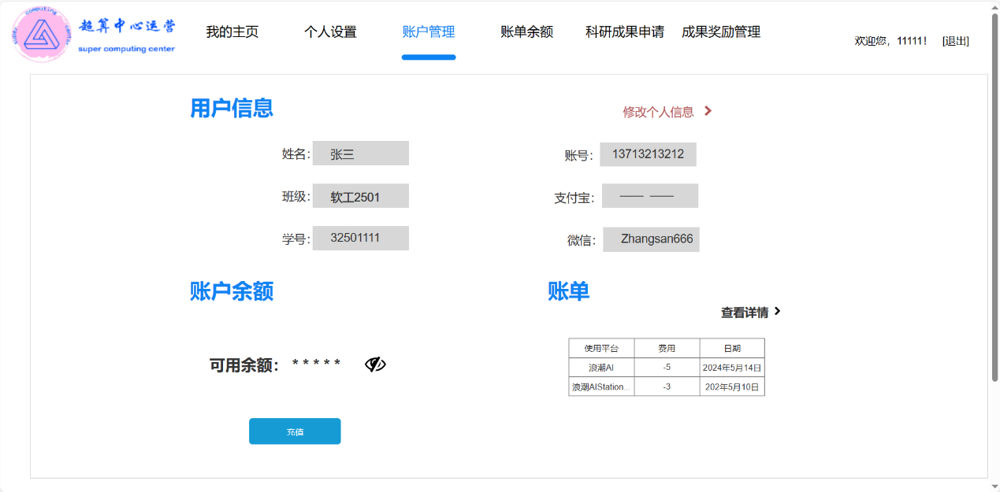 super computing center
超算中心运营
super computing center
我的主页 个人设置 账户管理 账单余额 科研成果申请 成果奖励管理
欢迎您，11111！ [退出]
用户信息
修改个人信息
姓名： 张三
账号： 13713213212
班级： 软工2501
支付宝： —— ——
学号： 32501111
微信： Zhangsan666
账户余额
账单
查看详情
可用余额： * * * * *
使用平台 费用 日期
浪潮AI -5 2024年5月14日
浪潮AIStation... -3 202年5月10日
充值